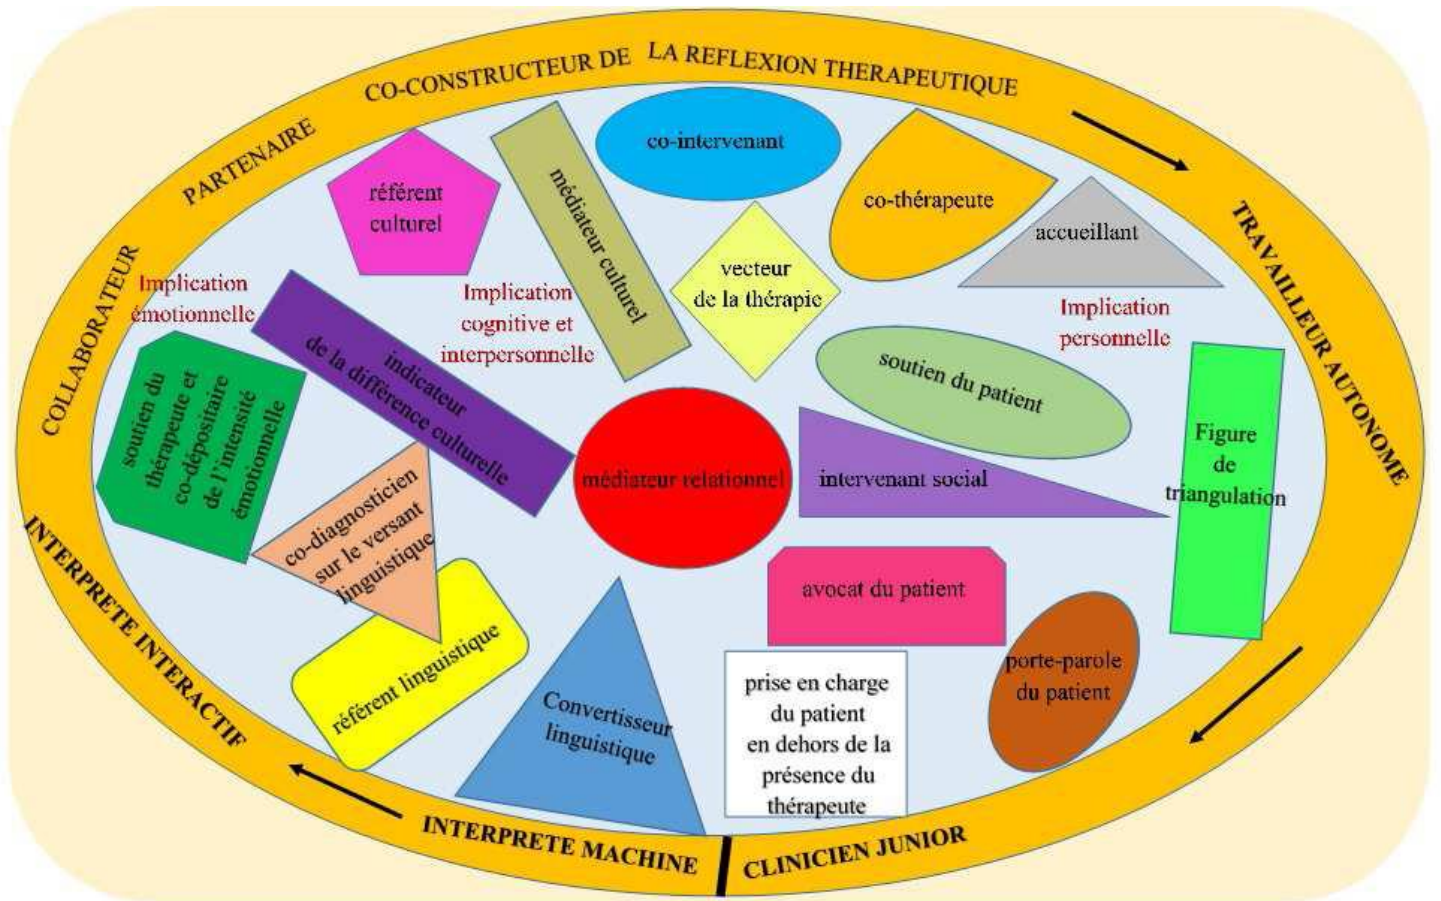 CO-CONSTRUCTEUR DE LA REFLEXION THERAPEUTIQUE
PARTENAIRE
COLLABORATEUR
INTERPRETE INTERACTIF
INTERPRETE MACHINE
CLINICIEN JUNIOR
TRAVAILLEUR AUTONOME
co-intervenant
référent
culturel
médiateur culturel
co-thérapeute
accueillant
vecteur
de la thérapie
Implication
émotionnelle
Implication
cognitive et
interpersonnelle
Implication
personnelle
indicateur
de la différence culturelle
soutien du patient
soutien du
thérapeute et
co-dépositaire
de l'intensité
émotionnelle
Figure
de
triangulation
médiateur relationnel
intervenant social
co-diagnosticien
sur le versant
linguistique
avocat du patient
référent linguistique
Convertisseur
linguistique
prise en charge
du patient
en dehors de la
présence du
thérapeute
porte-parole
du patient